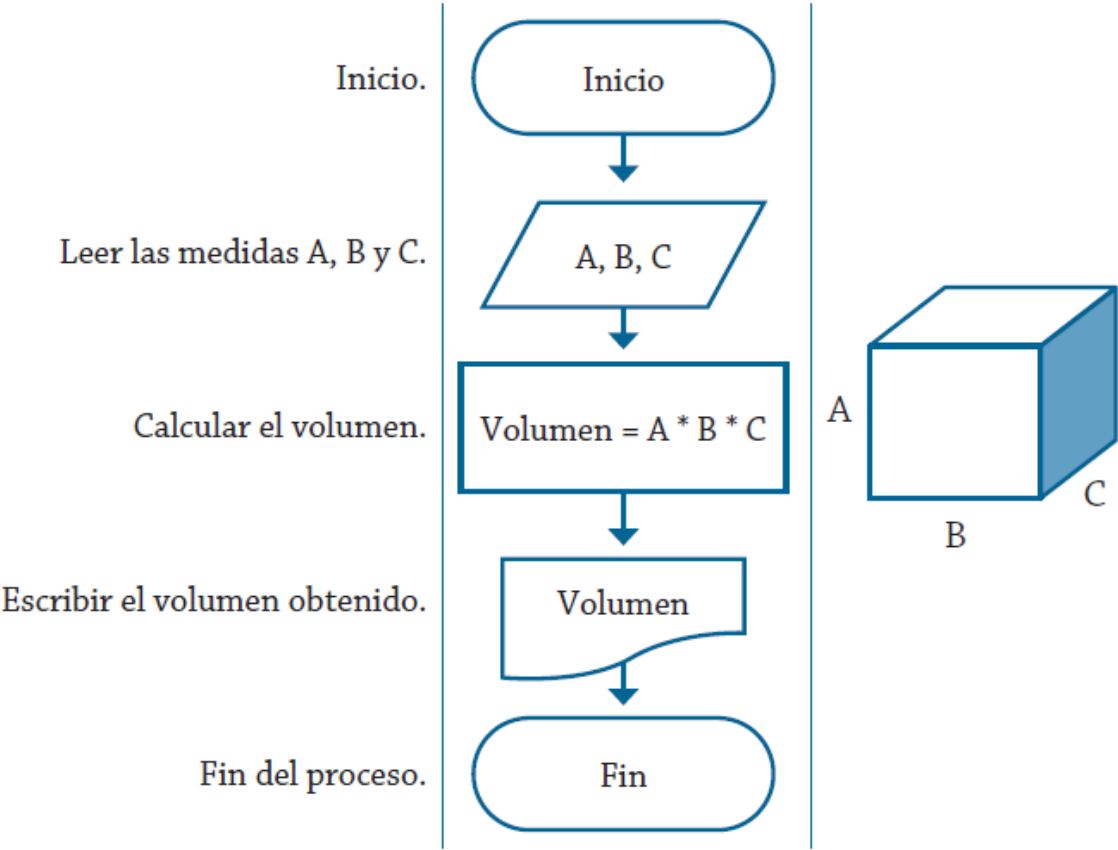 Inicio.
Inicio
Leer las medidas A, B y C.
A, B, C
Calcular el volumen.
Volumen = A * B * C
Escribir el volumen obtenido.
Volumen
Fin del proceso.
Fin
A
B
C